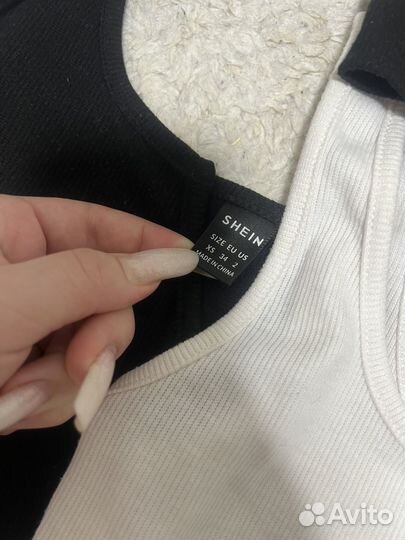 SHEIN
SIZE EU US
XS 34 2
MADE IN CHINA
Avito